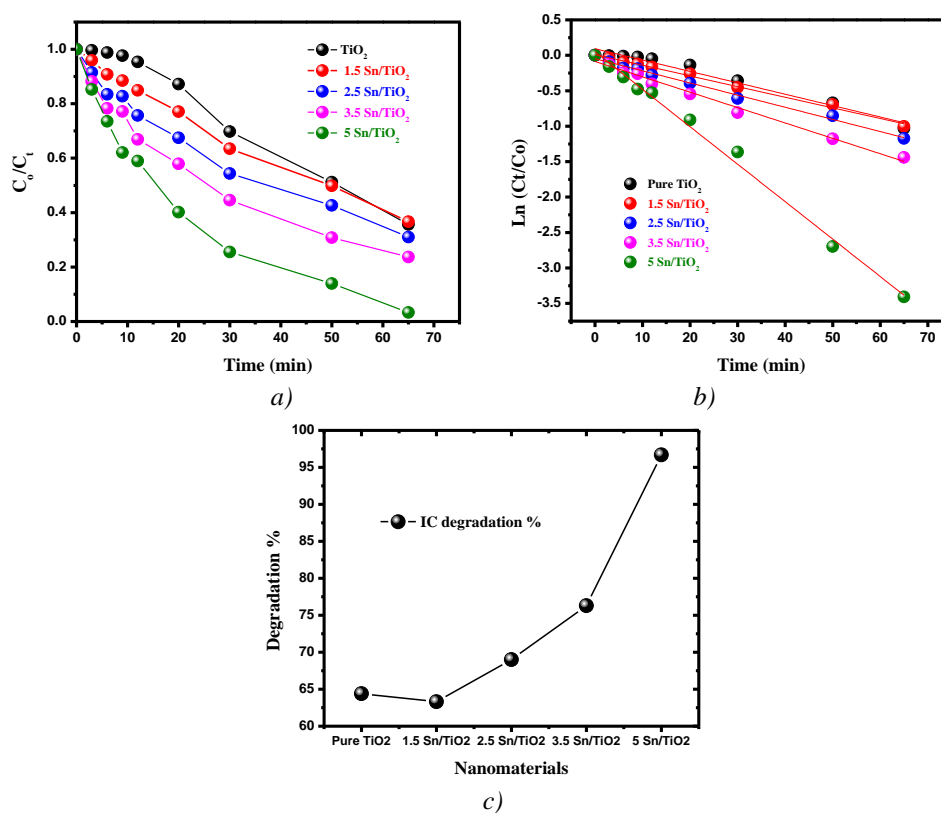 TiO2
1.5 Sn/TiO2
2.5 Sn/TiO2
3.5 Sn/TiO2
5 Sn/TiO2
Co/Ct
1.0
0.8
0.6
0.4
0.2
0.0
0 10 20 30 40 50 60 70
Time (min)
a)
Ln (Ct/Co)
0.5
0.0
-0.5
-1.0
-1.5
-2.0
-2.5
-3.0
-3.5
Pure TiO2
1.5 Sn/TiO2
2.5 Sn/TiO2
3.5 Sn/TiO2
5 Sn/TiO2
0 10 20 30 40 50 60 70
Time (min)
b)
Degradation %
100
95
90
85
80
75
70
65
60
IC degradation %
Pure TiO2 1.5 Sn/TiO2 2.5 Sn/TiO2 3.5 Sn/TiO2 5 Sn/TiO2
Nanomaterials
c)